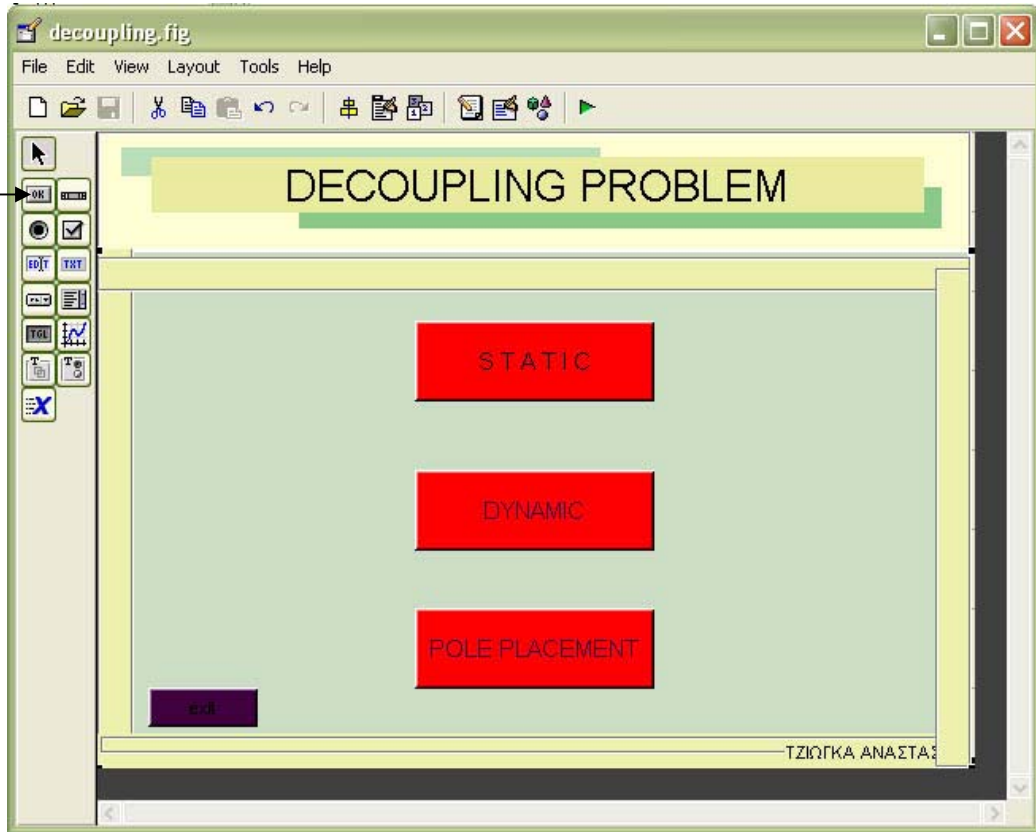 decoupling.fig
File Edit View Layout Tools Help
DECOUPLING PROBLEM
OK
EDIT TXT
TGL
S T A T I C
DYNAMIC
POLE PLACEMENT
exit
ΤΖΙΩΓΚΑ ΑΝΑΣΤΑΣ